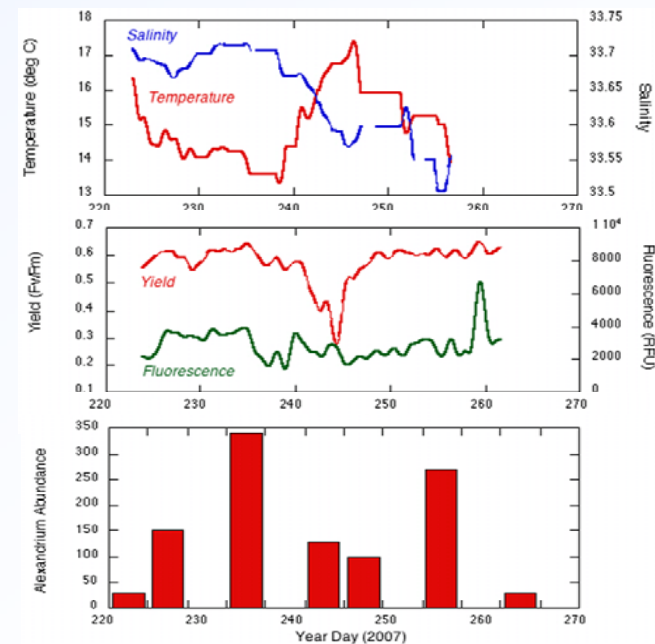 18
17
16
15
14
13
Temperature (deg C)
Salinity
Temperature
33.75
33.7
33.65
33.6
33.55
33.5
Salinity
220 230 240 250 260 270
0.7
0.6
0.5
0.4
0.3
0.2
0.1
Yield (Fv/Fm)
Yield
Fluorescence
1 10⁴
8000
6000
4000
2000
0
Fluorescence (RFU)
220 230 240 250 260 270
350
300
250
200
150
100
50
0
Alexandrium Abundance
220 230 240 250 260 270
Year Day (2007)